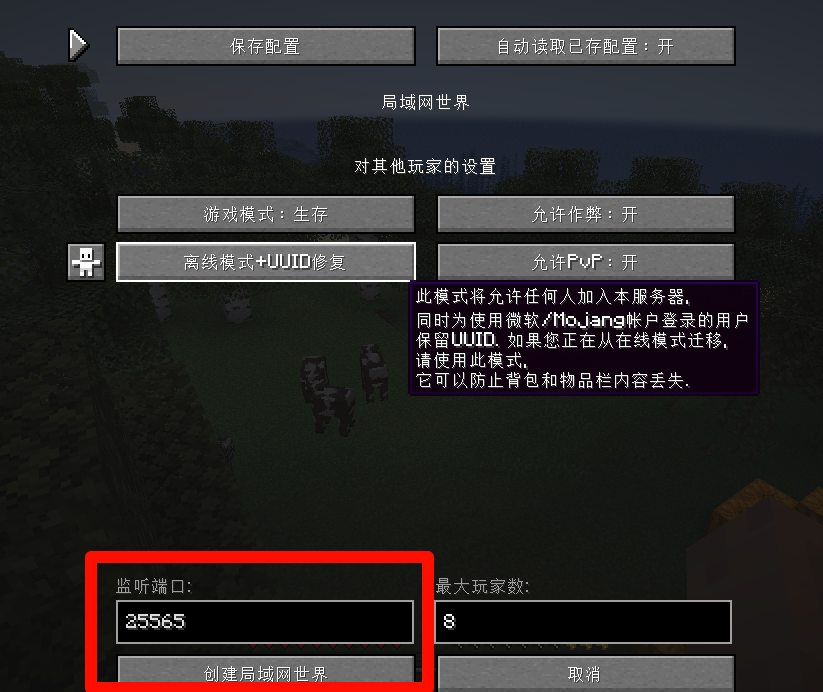 保存配置
自动读取已存配置：开
局域网世界
对其他玩家的设置
游戏模式：生存
允许作弊：开
离线模式+UUID修复
允许PvP：开
此模式将允许任何人加入本服务器,
同时为使用微软/Mojang帐户登录的用户
保留UUID. 如果您正在从在线模式迁移,
请使用此模式,
它可以防止背包和物品栏内容丢失.
监听端口:
最大玩家数:
25565
8
创建局域网世界
取消